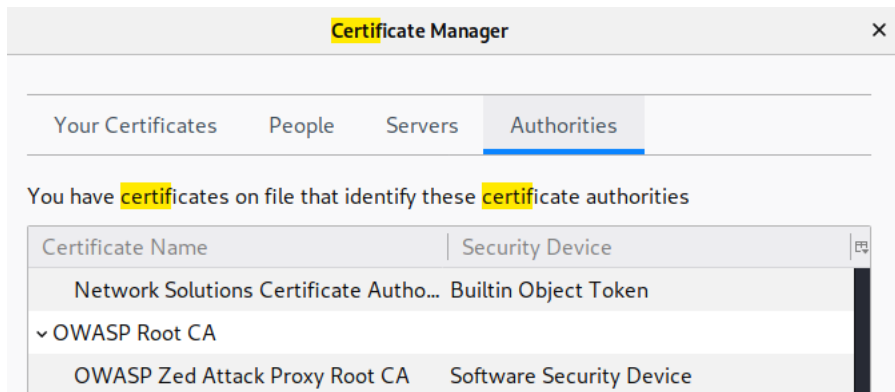 Certificate Manager
Your Certificates People Servers Authorities
You have certificates on file that identify these certificate authorities
Certificate Name Security Device
Network Solutions Certificate Autho... Builtin Object Token
OWASP Root CA
OWASP Zed Attack Proxy Root CA Software Security Device